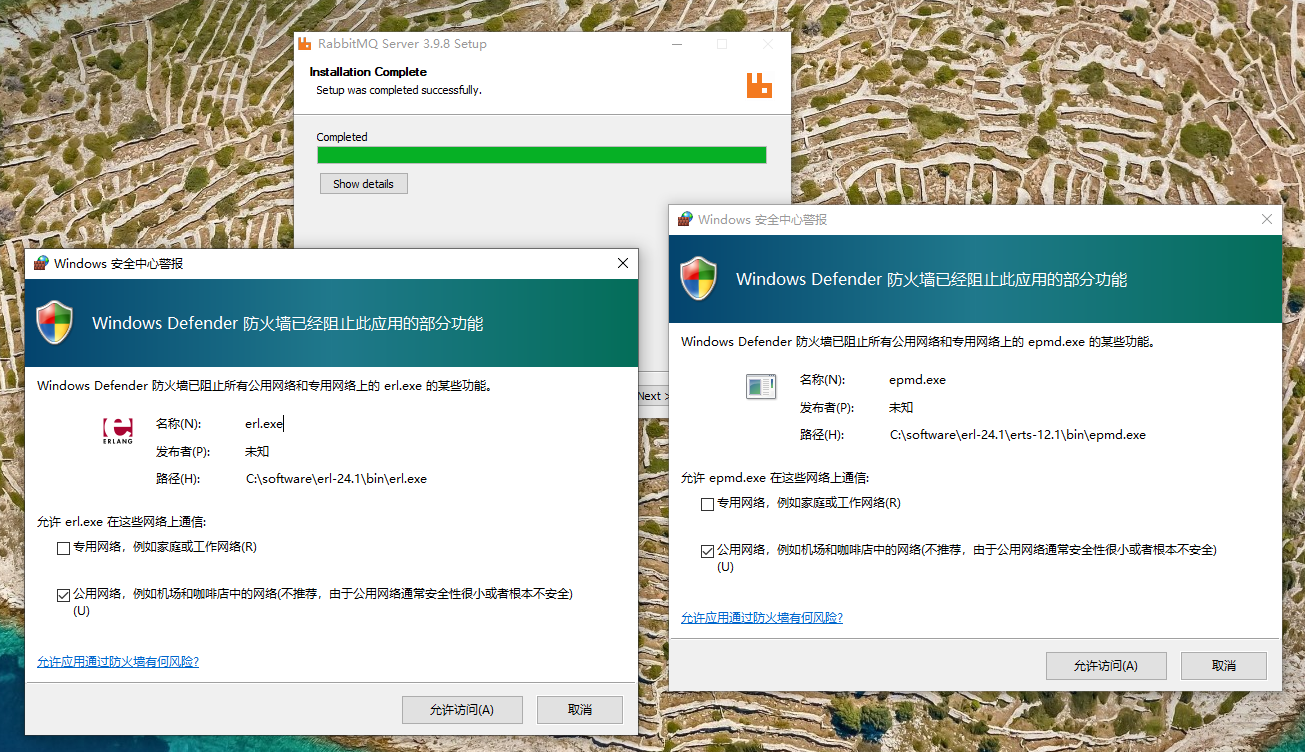 RabbitMQ Server 3.9.8 Setup
Installation Complete
Setup was completed successfully.
Completed
Show details
Next >
Windows 安全中心警报
Windows Defender 防火墙已经阻止此应用的部分功能
Windows Defender 防火墙已阻止所有公用网络和专用网络上的 erl.exe 的某些功能。
ERLANG
名称(N): erl.exe
发布者(P): 未知
路径(H): C:\software\erl-24.1\bin\erl.exe
允许 erl.exe 在这些网络上通信:
专用网络，例如家庭或工作网络(R)
公用网络，例如机场和咖啡店中的网络(不推荐，由于公用网络通常安全性很小或者根本不安全)
(U)
允许应用通过防火墙有何风险?
允许访问(A) 取消
Windows 安全中心警报
Windows Defender 防火墙已经阻止此应用的部分功能
Windows Defender 防火墙已阻止所有公用网络和专用网络上的 epmd.exe 的某些功能。
名称(N): epmd.exe
发布者(P): 未知
路径(H): C:\software\erl-24.1\erts-12.1\bin\epmd.exe
允许 epmd.exe 在这些网络上通信:
专用网络，例如家庭或工作网络(R)
公用网络，例如机场和咖啡店中的网络(不推荐，由于公用网络通常安全性很小或者根本不安全)
(U)
允许应用通过防火墙有何风险?
允许访问(A) 取消